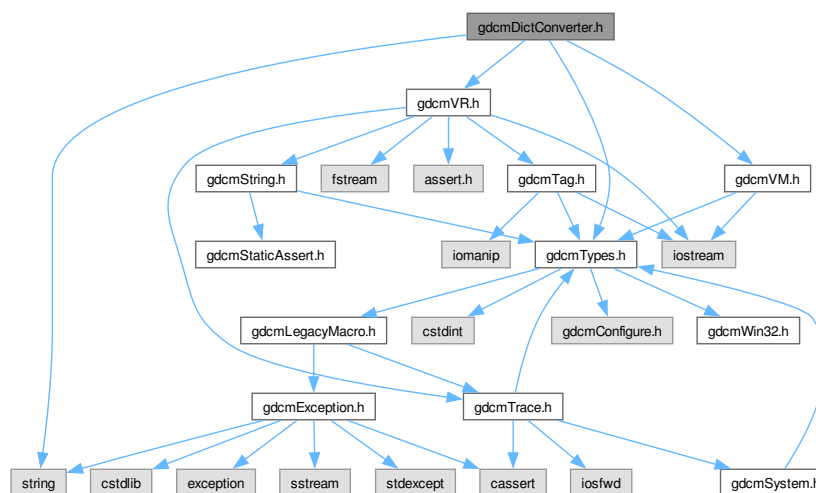 gdcmDictConverter.h
gdcmVR.h
gdcmString.h
fstream
assert.h
gdcmTag.h
gdcmVM.h
gdcmStaticAssert.h
iomanip
gdcmTypes.h
iostream
gdcmLegacyMacro.h
cstdint
gdcmConfigure.h
gdcmWin32.h
gdcmException.h
gdcmTrace.h
string
cstdlib
exception
sstream
stdexcept
cassert
iosfwd
gdcmSystem.h